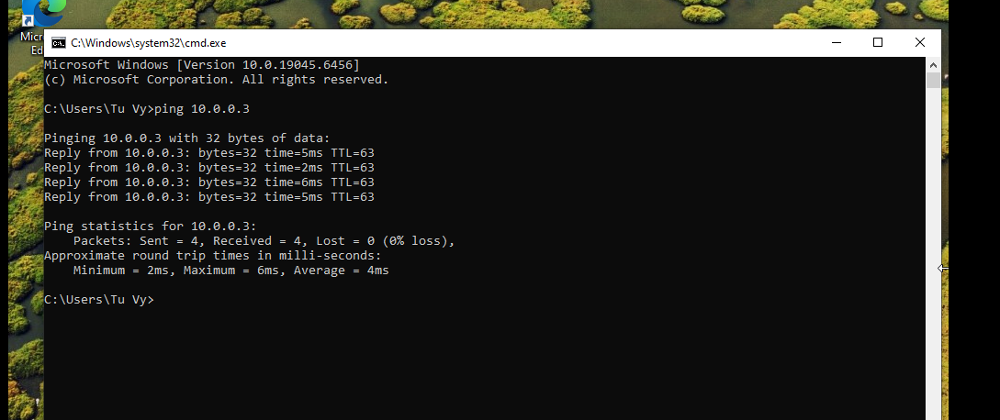 Micr
Ed
C:\Windows\system32\cmd.exe
Microsoft Windows [Version 10.0.19045.6456]
(c) Microsoft Corporation. All rights reserved.
C:\Users\Tu Vy>ping 10.0.0.3
Pinging 10.0.0.3 with 32 bytes of data:
Reply from 10.0.0.3: bytes=32 time=5ms TTL=63
Reply from 10.0.0.3: bytes=32 time=2ms TTL=63
Reply from 10.0.0.3: bytes=32 time=6ms TTL=63
Reply from 10.0.0.3: bytes=32 time=5ms TTL=63
Ping statistics for 10.0.0.3:
    Packets: Sent = 4, Received = 4, Lost = 0 (0% loss),
Approximate round trip times in milli-seconds:
    Minimum = 2ms, Maximum = 6ms, Average = 4ms
C:\Users\Tu Vy>